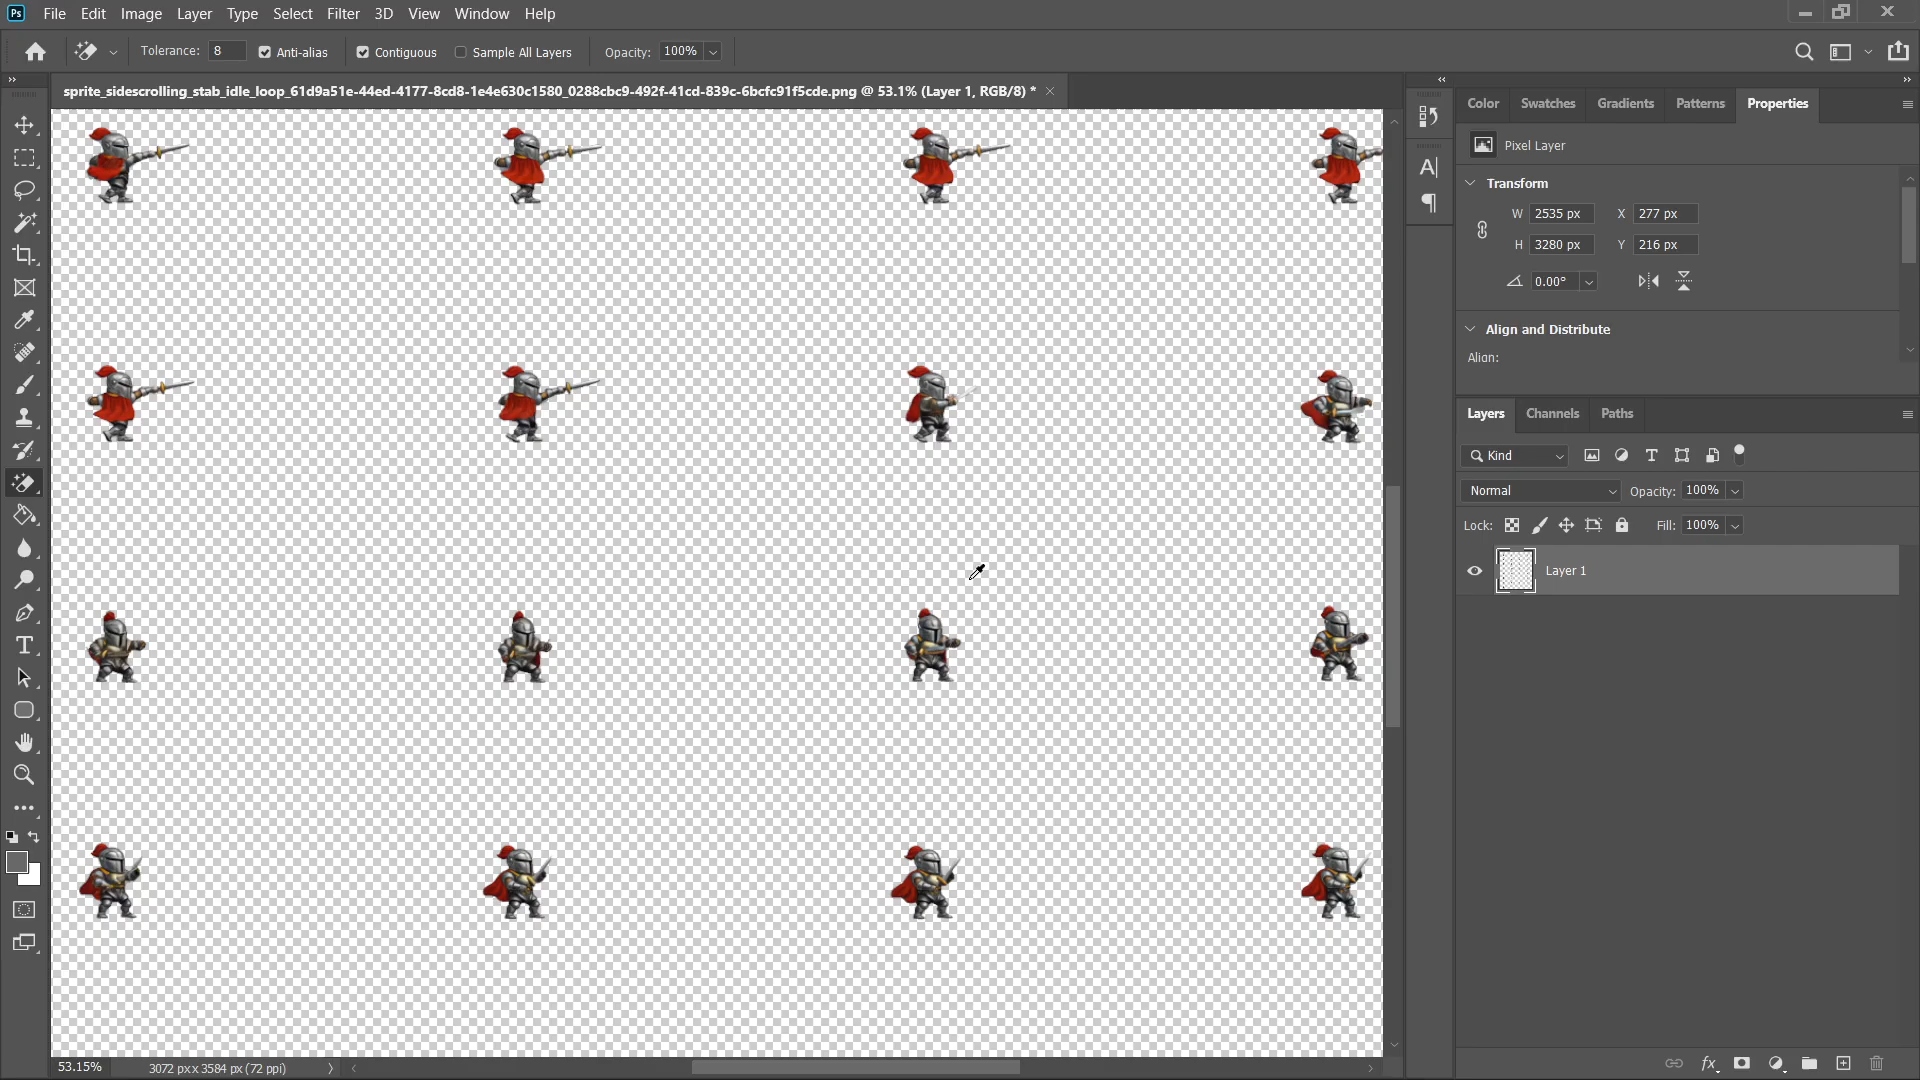 Ps File Edit Image Layer Type Select Filter 3D View Window Help
Tolerance: 8 Anti-alias Contiguous Sample All Layers Opacity: 100%
sprite_sidescrolling_stab_idle_loop_61d9a51e-44ed-4177-8cd8-1e4e630c1580_0288cbc9-492f-41cd-839c-6bcfc91f5cde.png @ 53.1% (Layer 1, RGB/8) *
Color Swatches Gradients Patterns Properties
Pixel Layer
Transform
W 2535 px X 277 px
H 3280 px Y 216 px
0.00°
Align and Distribute
Align:
Layers Channels Paths
Kind
Normal Opacity: 100%
Lock: Fill: 100%
Layer 1
53.15% 3072 px x 3584 px (72 ppi)